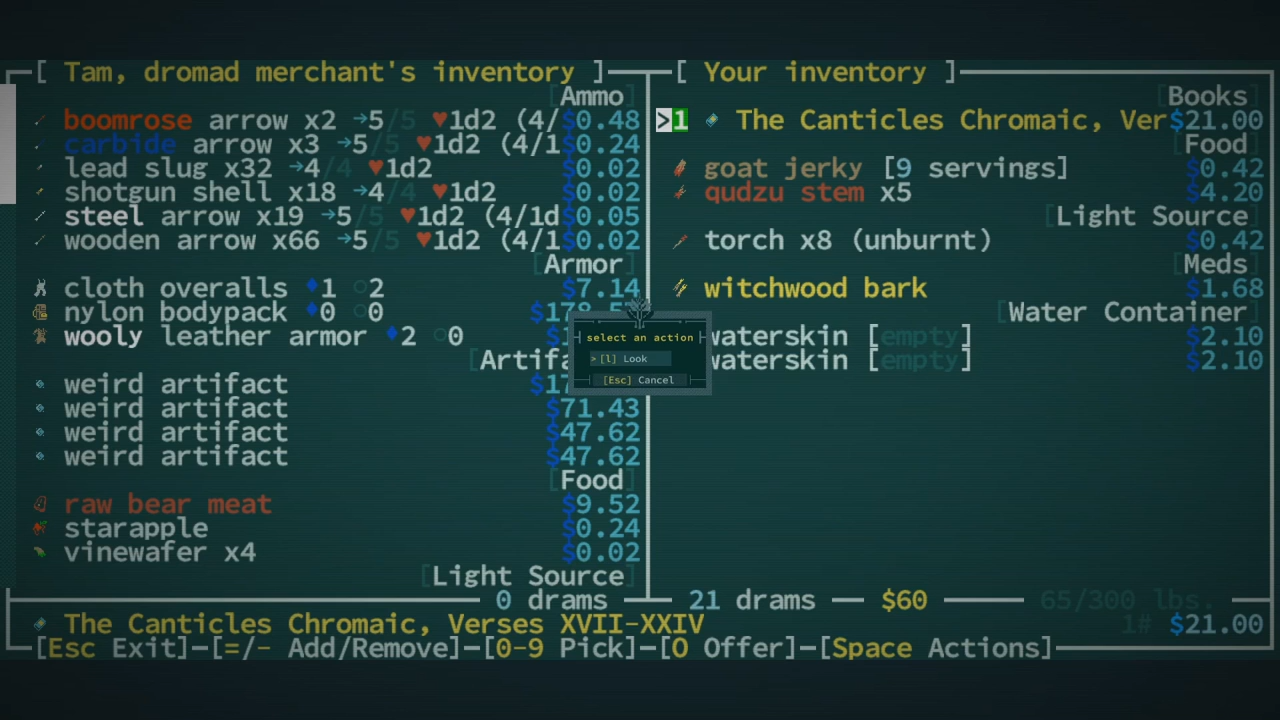 [ Tam, dromad merchant's inventory ]
[Ammo]
boomrose arrow x2 →5/5 ♥1d2 (4/$0.48
carbide arrow x3 →5/5 ♥1d2 (4/1$0.24
lead slug x32 →4/4 ♥1d2 $0.02
shotgun shell x18 →4/4 ♥1d2 $0.02
steel arrow x19 →5/5 ♥1d2 (4/1d$0.05
wooden arrow x66 →5/5 ♥1d2 (4/1$0.02
[Armor]
cloth overalls ♦1 ○2 $7.14
nylon bodypack ♦0 ○0
wooly leather armor ♦2 ○0
[Artifa
weird artifact
weird artifact $71.43
weird artifact $47.62
weird artifact $47.62
[Food]
raw bear meat $9.52
starapple $0.24
vinewafer x4 $0.02
[Light Source]
0 drams
[ Your inventory ]
[Books]
>1 The Canticles Chromaic, Ver$21.00
[Food]
goat jerky [9 servings] $0.42
qudzu stem x5 $4.20
[Light Source]
torch x8 (unburnt) $0.42
[Meds]
witchwood bark $1.68
[Water Container]
waterskin [empty] $2.10
waterskin [empty] $2.10
21 drams $60 65/300 lbs.
select an action
>[l] Look
[Esc] Cancel
The Canticles Chromaic, Verses XVII-XXIV 1# $21.00
[Esc Exit]-[=/- Add/Remove]-[0-9 Pick]-[O Offer]-[Space Actions]